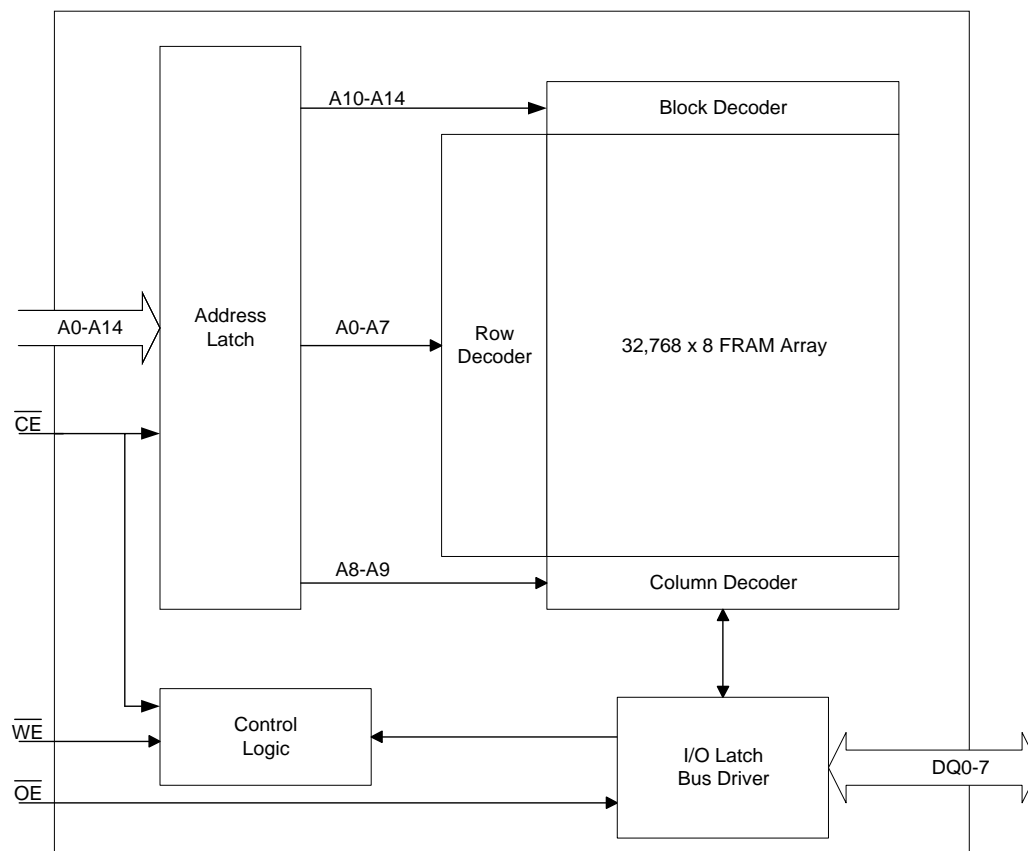 A10-A14
Block Decoder
A0-A14
Address
Latch
A0-A7
Row
Decoder
32,768 x 8 FRAM Array
CE
A8-A9
Column Decoder
Control
Logic
WE
I/O Latch
Bus Driver
DQ0-7
OE